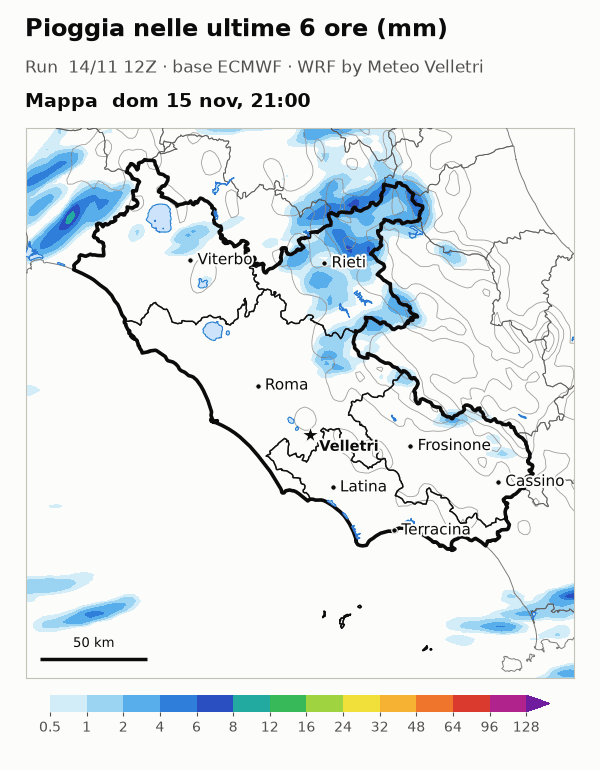 Pioggia nelle ultime 6 ore (mm)
Run  14/11 12Z · base ECMWF · WRF by Meteo Velletri
Mappa  dom 15 nov, 21:00
Viterbo
Rieti
Roma
Velletri
Frosinone
Cassino
Latina
Terracina
50 km
0.5 1 2 4 6 8 12 16 24 32 48 64 96 128